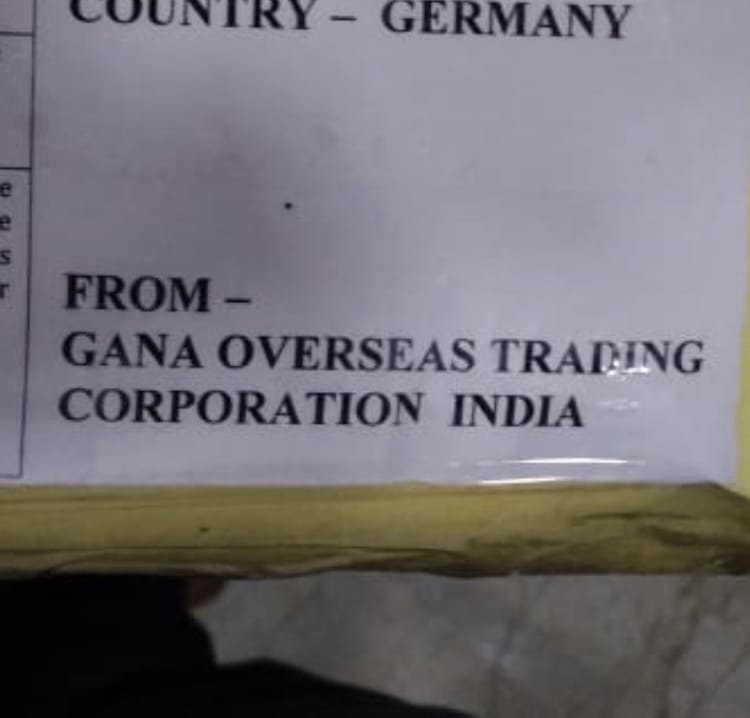 COUNTRY – GERMANY
e
e
s
r
FROM –
GANA OVERSEAS TRADING
CORPORATION INDIA